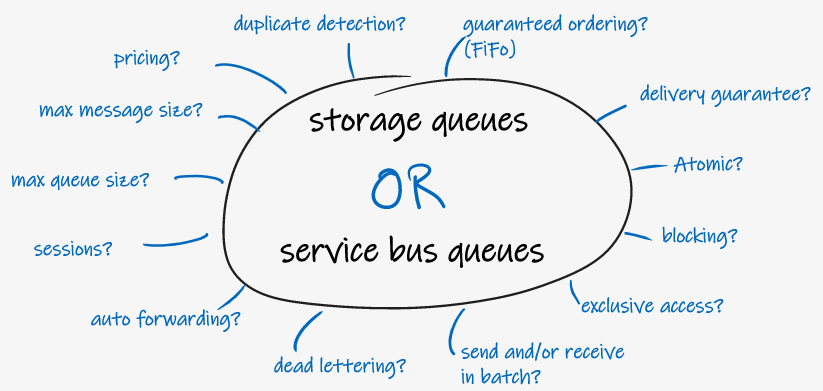 duplicate detection?
guaranteed ordering?
(FiFo)
pricing?
delivery guarantee?
max message size?
storage queues
Atomic?
max queue size?
OR
blocking?
sessions?
service bus queues
exclusive access?
auto forwarding?
dead lettering?
send and/or receive
in batch?